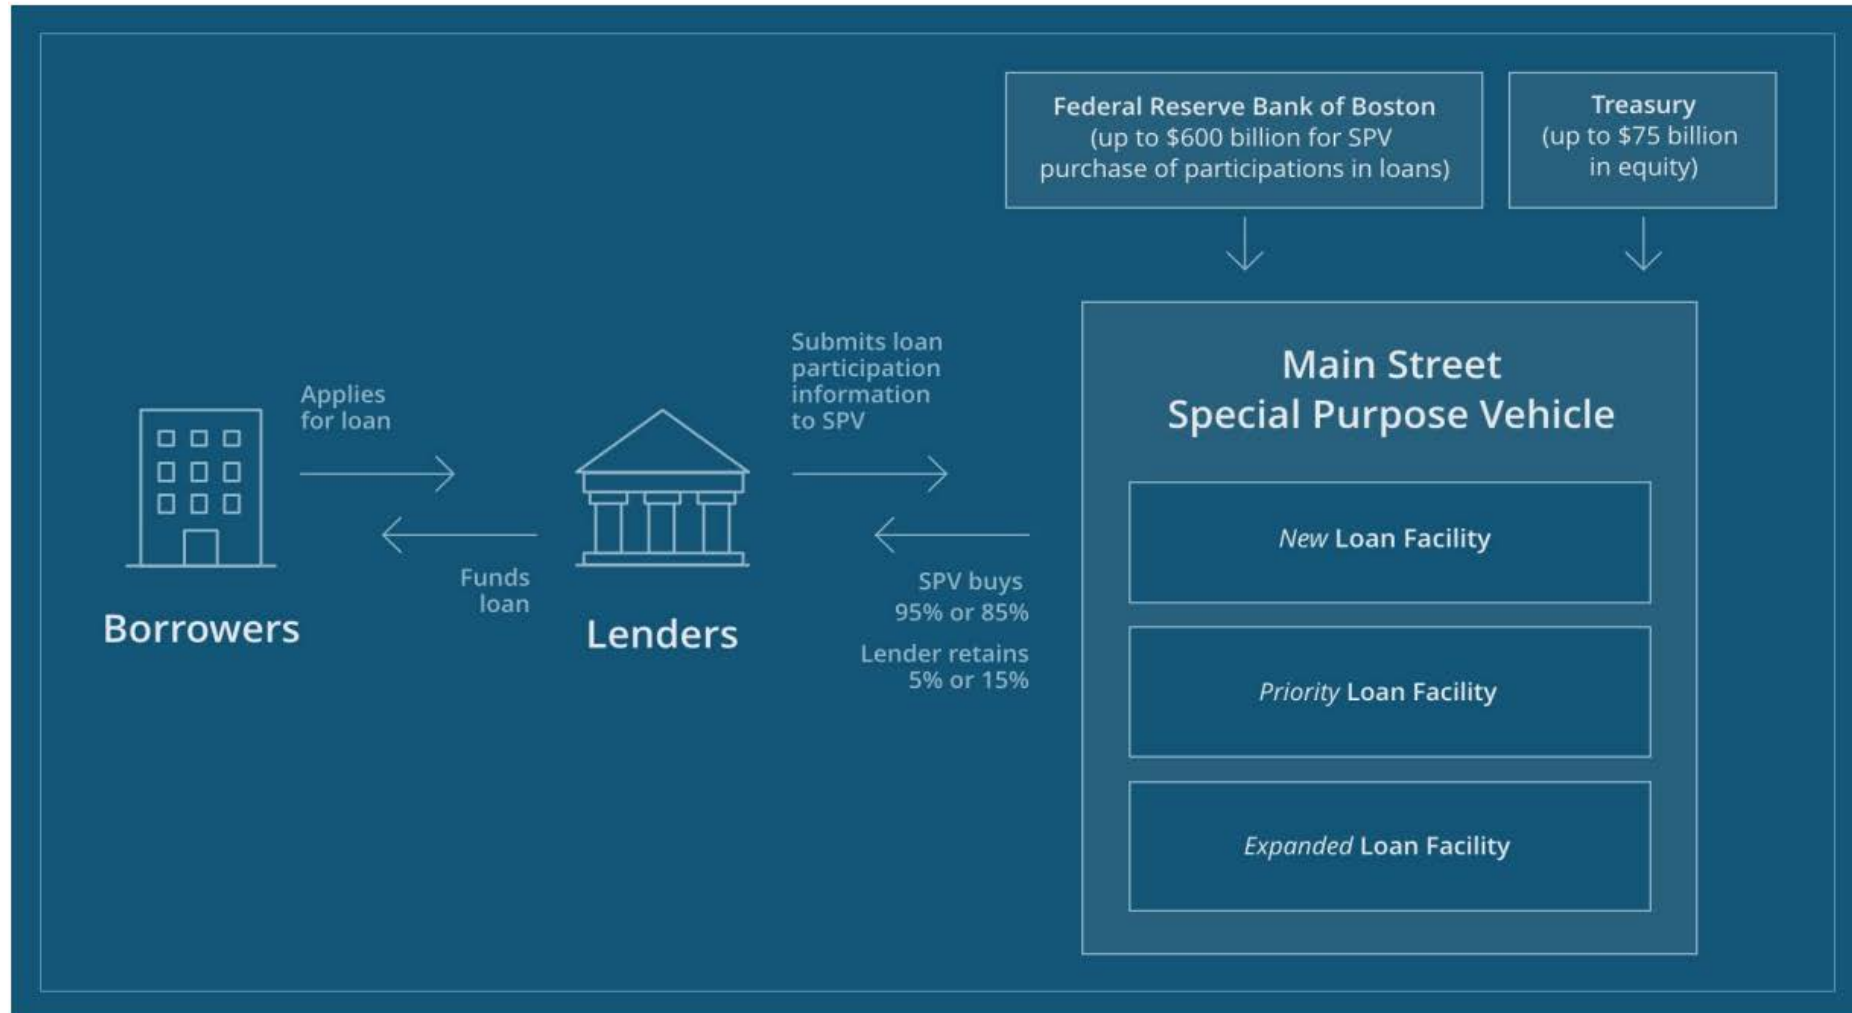 Federal Reserve Bank of Boston
(up to $600 billion for SPV
purchase of participations in loans)
Treasury
(up to $75 billion
in equity)
Applies
for loan
Funds
loan
Borrowers
Submits loan
participation
information
to SPV
Lenders
SPV buys
95% or 85%
Lender retains
5% or 15%
Main Street
Special Purpose Vehicle
New Loan Facility
Priority Loan Facility
Expanded Loan Facility